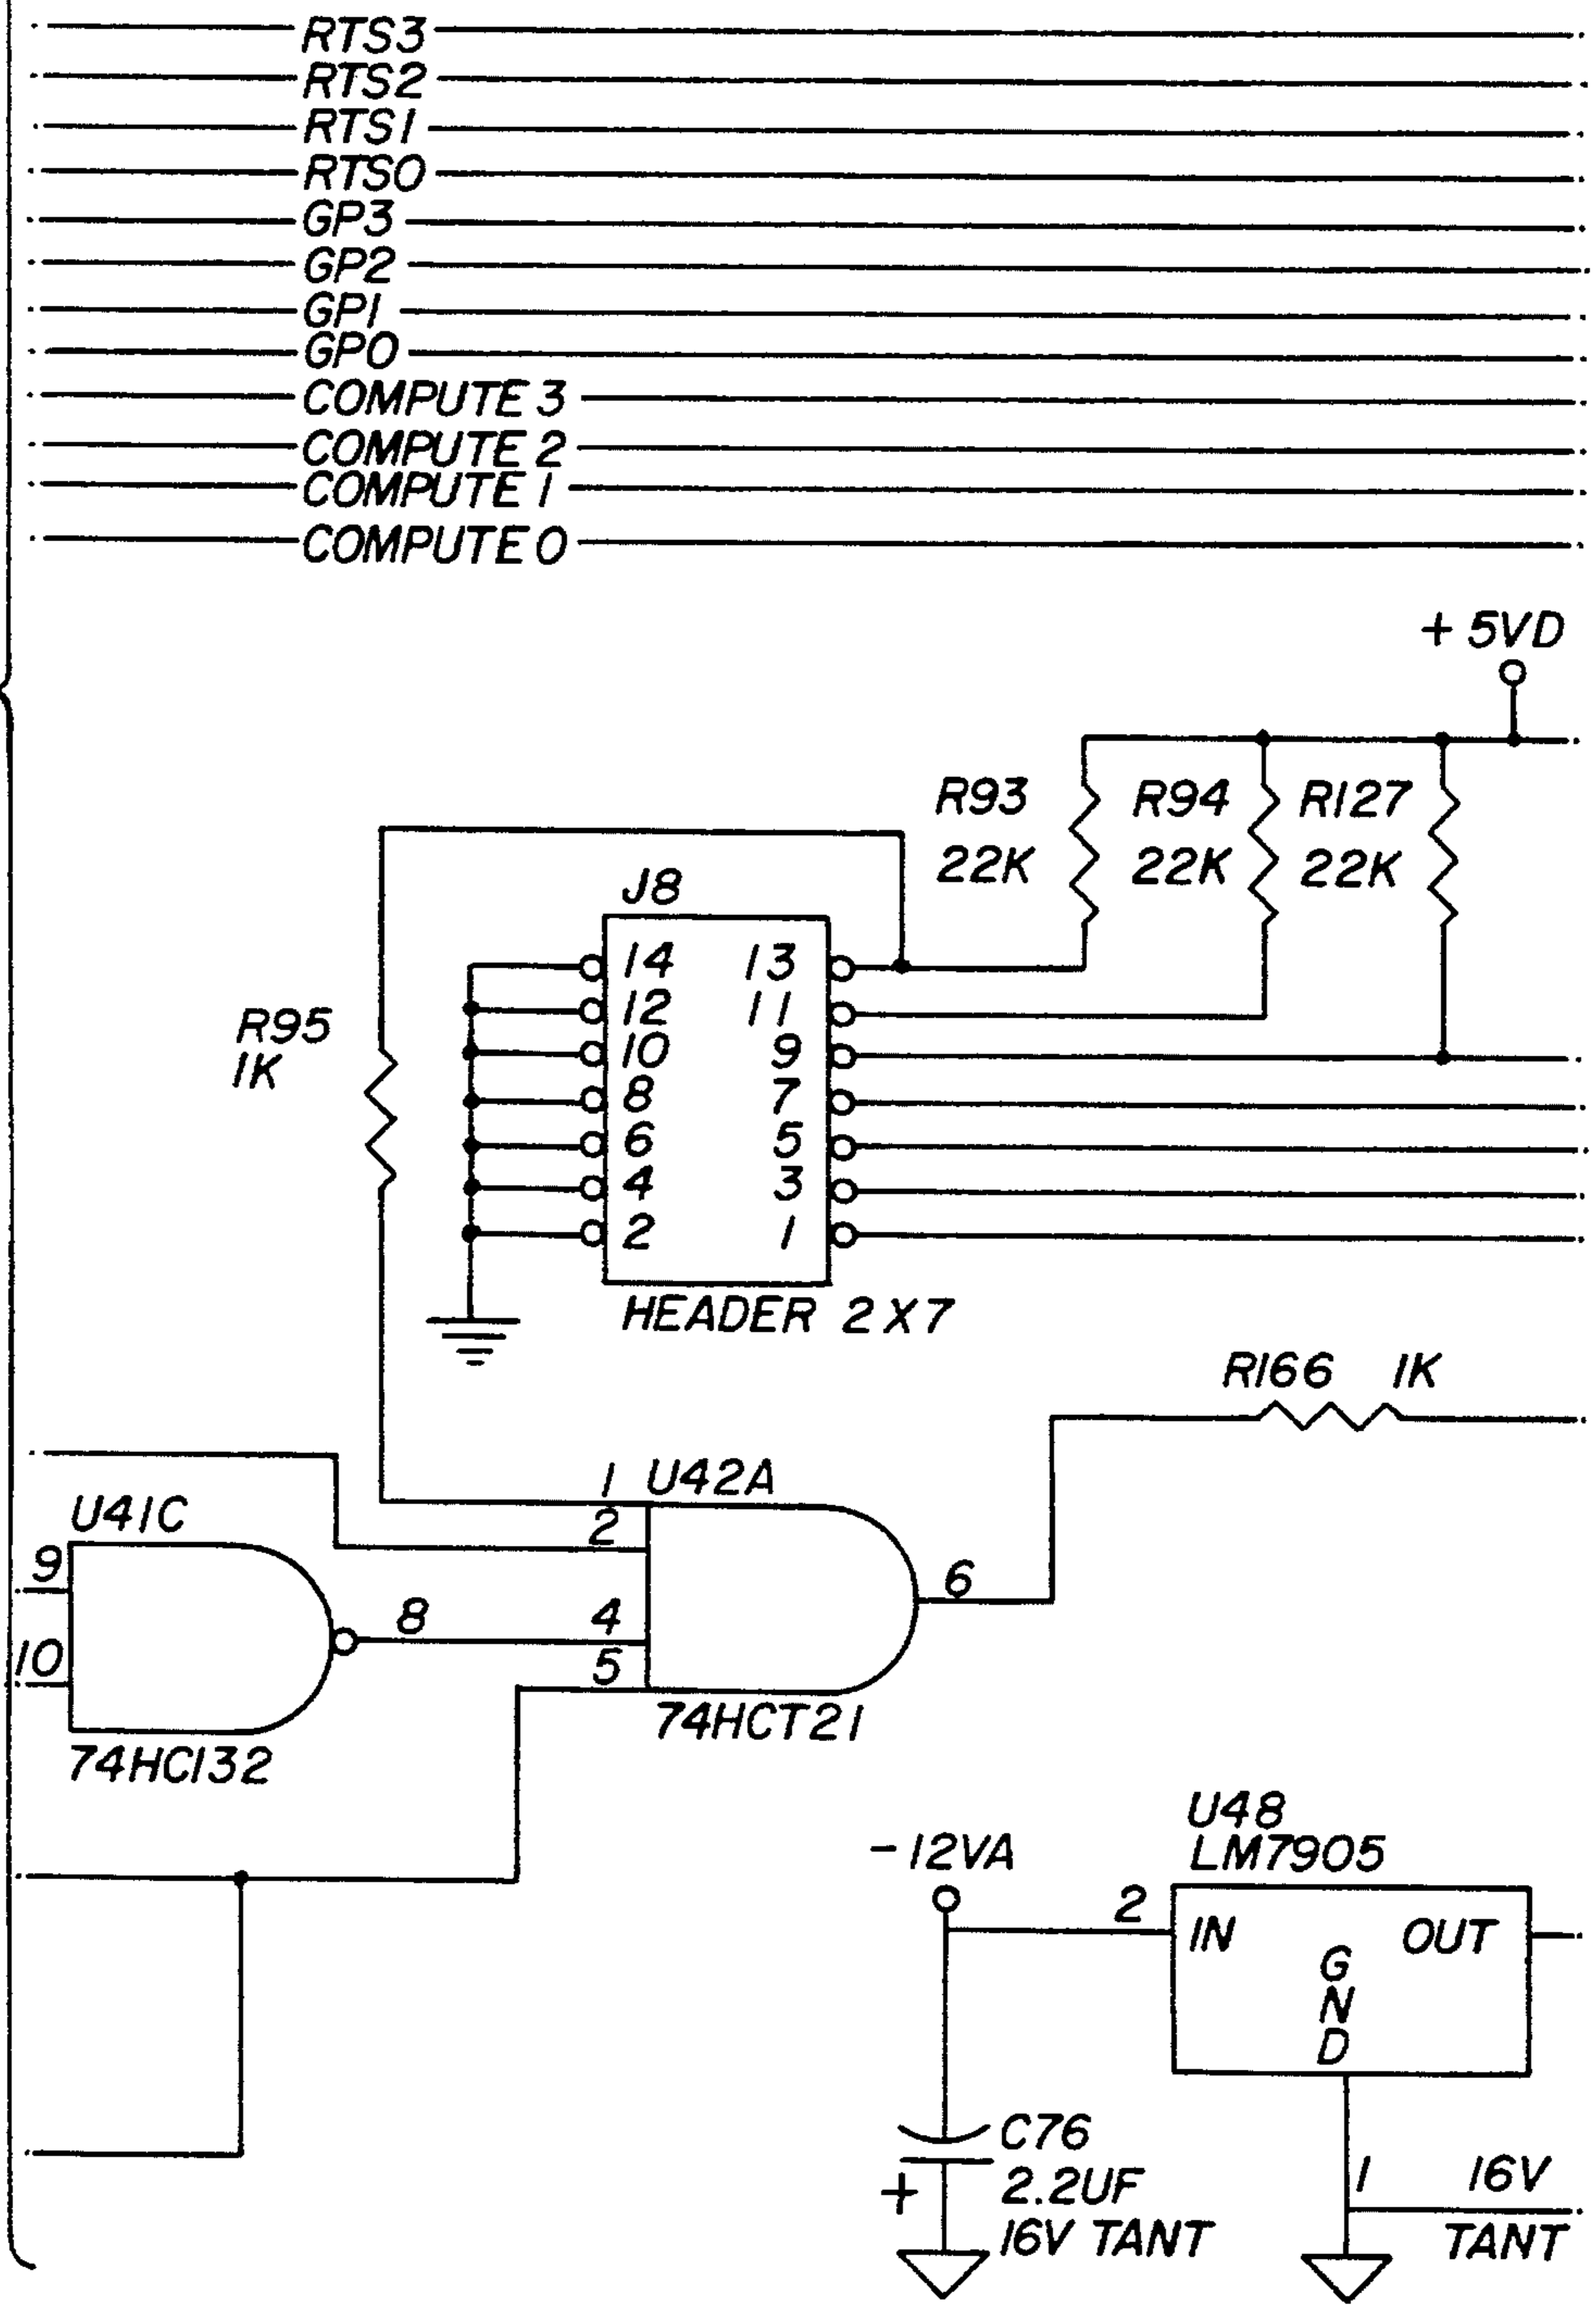 RTS3
RTS2
RTS1
RTS0
GP3
GP2
GP1
GP0
COMPUTE 3
COMPUTE 2
COMPUTE 1
COMPUTE 0
+ 5VD
R93
22K
R94
22K
R127
22K
J8
14 13
12 11
10 9
8 7
6 5
4 3
2 1
HEADER 2X7
R95
1K
R166 1K
U41C
9
10
8
74HC132
1 U42A
2
4
5
6
74HCT21
-12VA
U48
LM7905
2
IN OUT
G
N
D
C76
+ 2.2UF
16V TANT
1 16V
TANT